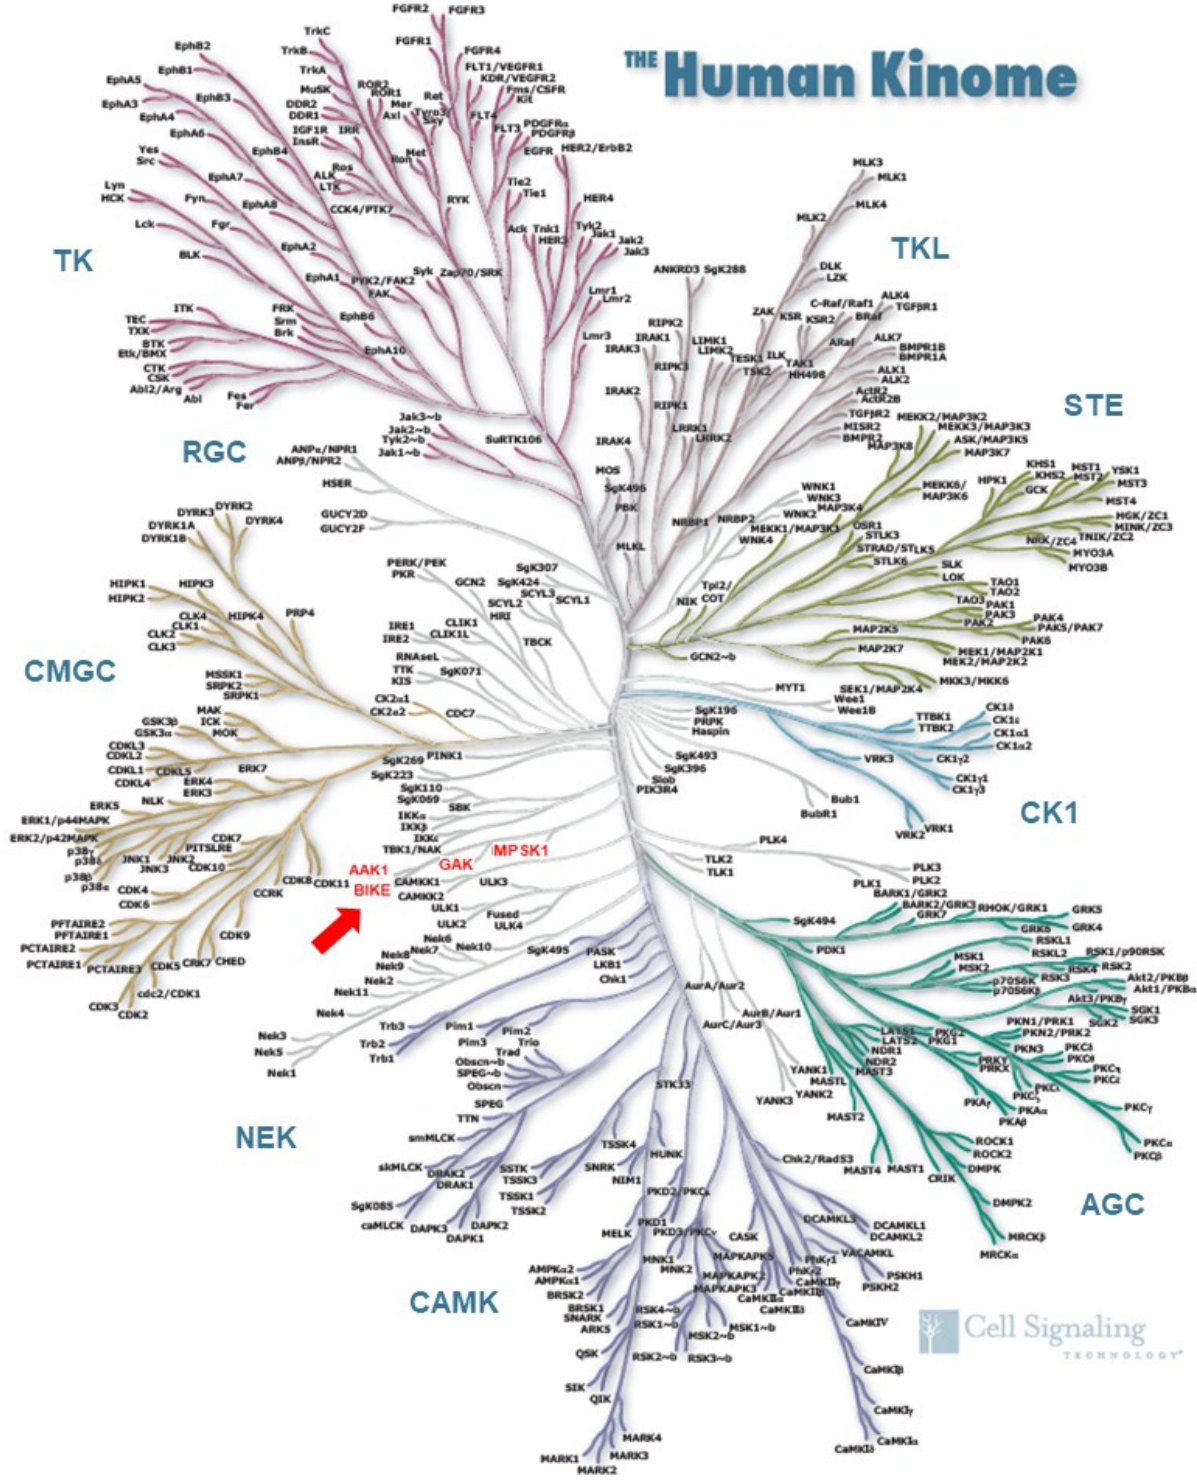 THE Human Kinome
TK
FGFR2
FGFR3
TrkC
FGFR1
FGFR4
TrkB
EphB2
FLT1/VEGFR1
TrkA
EphB1
KDR/VEGFR2
EphA5
MuSK
ROR2
ROR1
Fms/CSFR
Kit
Ret
EphB3
EphA3
DDR2
DDR1
Mer
Axl
Tyro3/
Sky
FLT4
EphA4
IGF1R
IRR
InsR
FLT3
PDGFRα
PDGFRβ
EphA6
Yes
Src
EphB4
Met
Ron
EGFR
HER2/ErbB2
Ros
ALK
LTK
EphA7
Tie2
Tie1
Lyn
HCK
Fyn
EphA8
CCK4/PTK7
RYK
HER4
Lck
Fgr
Ack
Tnk1
HER3
Tyk2
Jak1
Jak2
Jak3
BLK
EphA2
EphA1
PYK2/FAK2
FAK
Syk
Zap70/SRK
Lmr1
Lmr2
ITK
FRK
Srm
Brk
EphB6
TEC
TXK
Lmr3
BTK
Etk/BMX
EphA10
CTK
CSK
Abl2/Arg
Abl
Fes
Fer
Jak3~b
Jak2~b
Tyk2~b
Jak1~b
SuRTK106
TKL
MLK3
MLK1
MLK4
MLK2
ANKRD3
SgK288
DLK
LZK
ZAK
C-Raf/Raf1
ALK4
TGFβR1
KSR
KSR2
BRaf
RIPK2
IRAK1
IRAK3
LIMK1
LIMK2
ARaf
ALK7
TESK1
ILK
TAK1
BMPR1B
BMPR1A
RIPK3
TSK2
HH498
ALK1
ALK2
IRAK2
ActR2
ActR2B
RIPK1
LRRK1
LRRK2
TGFβR2
MISR2
BMPR2
IRAK4
MOS
SgK496
PBK
MLKL
NRBP1
NRBP2
WNK1
WNK3
WNK2
WNK4
STE
MEKK2/MAP3K2
MEKK3/MAP3K3
ASK/MAP3K5
MAP3K8
MAP3K7
KHS1
KHS2
MST1
MST2
YSK1
MST3
HPK1
GCK
MEKK6/
MAP3K6
MST4
MAP3K4
MEKK1/MAP3K1
HGK/ZC1
MINK/ZC3
TNIK/ZC2
NRK/ZC4
OSR1
STLK3
STRAD/STLK5
STLK6
MYO3A
MYO3B
SLK
LOK
TAO1
TAO2
TAO3
Tpl2/
COT
NIK
PAK1
PAK3
PAK2
PAK4
PAK5/PAK7
PAK6
MAP2K5
MAP2K7
GCN2~b
MEK1/MAP2K1
MEK2/MAP2K2
MKK3/MKK6
SEK1/MAP2K4
RGC
ANPα/NPR1
ANPβ/NPR2
HSER
GUCY2D
GUCY2F
PERK/PEK
PKR
GCN2
SgK307
SgK424
SCYL3
SCYL1
SCYL2
HRI
IRE1
IRE2
CLIK1
CLIK1L
TBCK
RNAseL
TTK
KIS
SgK071
CK2α1
CK2α2
CDC7
MYT1
Wee1
Wee1B
SgK196
PRPK
Haspin
SgK493
SgK396
Slob
PIK3R4
Bub1
BubR1
CK1
TTBK1
TTBK2
CK1δ
CK1ε
CK1α1
CK1α2
VRK3
CK1γ2
CK1γ1
CK1γ3
VRK1
VRK2
CMGC
DYRK2
DYRK3
DYRK4
DYRK1A
DYRK1B
HIPK1
HIPK3
HIPK2
HIPK4
PRP4
CLK4
CLK1
CLK2
CLK3
MSSK1
SRPK2
SRPK1
MAK
ICK
MOK
GSK3β
GSK3α
CDKL3
CDKL2
CDKL1
CDKL5
CDKL4
ERK7
ERK4
ERK3
ERK5
NLK
ERK1/p44MAPK
ERK2/p42MAPK
p38γ
p38δ
p38β
p38α
JNK1
JNK2
JNK3
CDK7
PITSLRE
CDK10
CDK4
CDK6
CCRK
CDK8
CDK11
PFTAIRE2
PFTAIRE1
PCTAIRE2
PCTAIRE1
PCTAIRE3
CDK9
CDK5
CRK7
CHED
cdc2/CDK1
CDK3
CDK2
PINK1
SgK269
SgK223
SgK110
SgK069
SBK
IKKα
IKKβ
IKKε
TBK1/NAK
MPSK1
GAK
AAK1
BIKE
CAMKK1
CAMKK2
ULK3
ULK1
ULK2
Fused
ULK4
PLK4
TLK2
TLK1
PLK3
PLK1
PLK2
NEK
Nek6
Nek7
Nek10
Nek8
Nek9
Nek2
Nek11
Nek4
Nek3
Nek5
Nek1
SgK495
PASK
LKB1
Chk1
AurA/Aur2
AurB/Aur1
AurC/Aur3
YANK1
YANK2
YANK3
AGC
BARK1/GRK2
BARK2/GRK3
GRK7
RHOK/GRK1
GRK5
GRK6
GRK4
SgK494
PDK1
RSKL1
RSKL2
MSK1
MSK2
RSK1/p90RSK
RSK4
RSK2
RSK3
p70S6K
p70S6Kβ
Akt2/PKBβ
Akt1/PKBα
Akt3/PKBγ
SGK1
SGK2
SGK3
LATS1
LATS2
NDR1
NDR2
PKG2
PKG1
PKN1/PRK1
PKN2/PRK2
PKN3
MASTL
MAST3
PRKY
PRKX
PKCδ
PKCθ
PKCη
PKCε
PKCι
PKCζ
MAST2
PKAγ
PKAα
PKAβ
PKCγ
PKCα
PKCβ
MAST4
MAST1
ROCK1
ROCK2
DMPK
CRIK
DMPK2
MRCKβ
MRCKα
CAMK
Trb3
Trb2
Trb1
Pim1
Pim2
Pim3
Trio
Trad
Obscn~b
SPEG~b
Obscn
SPEG
STK33
TTN
smMLCK
skMLCK
DRAK2
DRAK1
SgK085
caMLCK
DAPK3
DAPK2
DAPK1
TSSK4
SSTK
TSSK3
TSSK1
TSSK2
SNRK
NIM1
HUNK
Chk2/Rad53
PKD2/PKCμ
PKD1
PKD3/PKCν
MELK
MNK1
MNK2
CASK
DCAMKL3
DCAMKL1
DCAMKL2
VACAMKL
PhKγ1
PhKγ2
PSKH1
PSKH2
MAPKAPK5
MAPKAPK2
MAPKAPK3
CaMKIIγ
CaMKIIβ
CaMKIIα
CaMKIIδ
AMPKα2
AMPKα1
BRSK2
BRSK1
SNARK
ARK5
RSK4~b
RSK1~b
MSK1~b
MSK2~b
RSK2~b
RSK3~b
CaMKIV
QSK
SIK
QIK
CaMKIβ
CaMKIγ
CaMKIδ
CaMKIα
MARK4
MARK1
MARK3
MARK2
Cell Signaling
TECHNOLOGY®